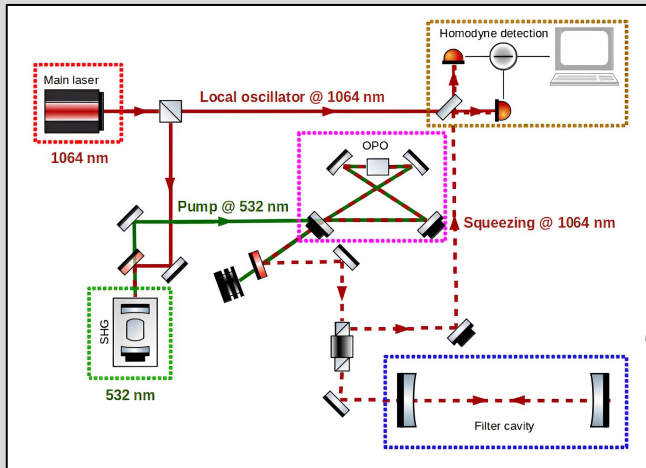 Homodyne detection
Main laser
Local oscillator @ 1064 nm
1064 nm
OPO
Pump @ 532 nm
Squeezing @ 1064 nm
SHG
532 nm
Filter cavity